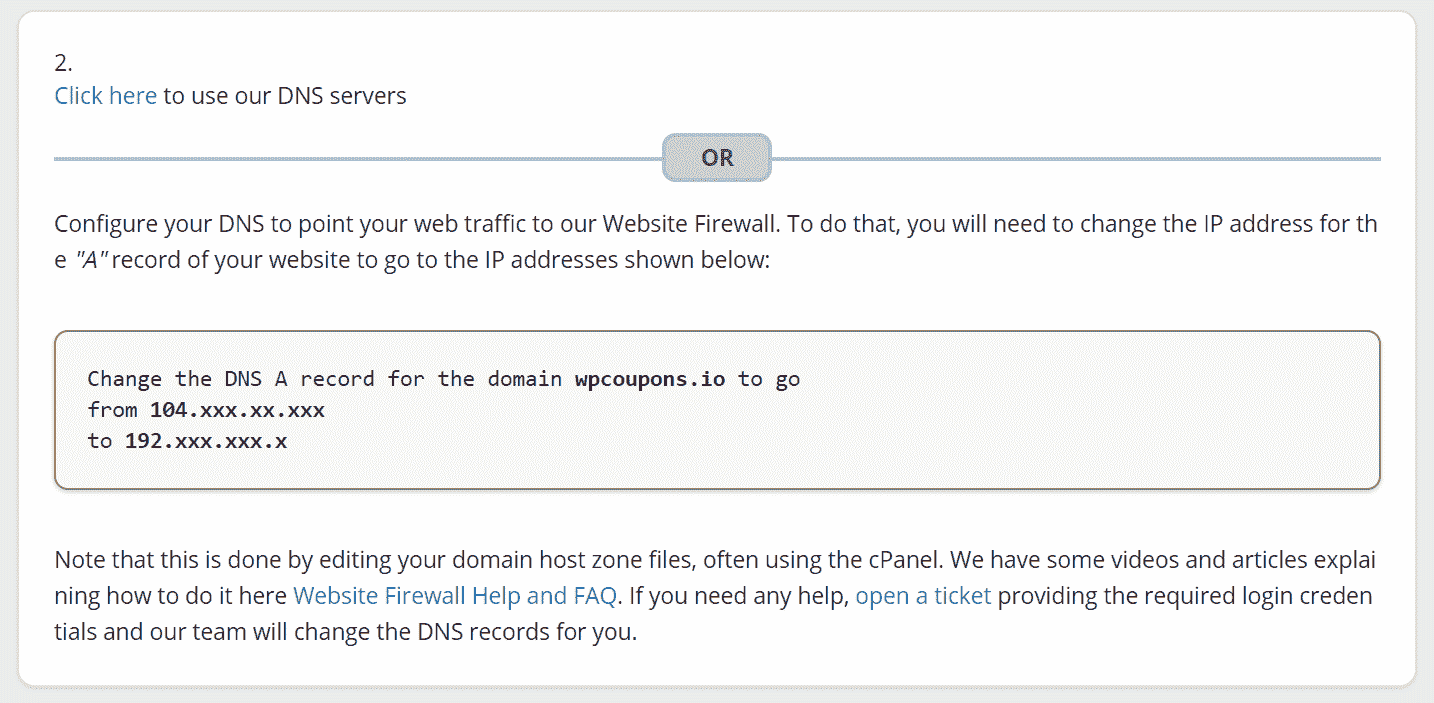 2.
Click here to use our DNS servers
OR
Configure your DNS to point your web traffic to our Website Firewall. To do that, you will need to change the IP address for th
e "A" record of your website to go to the IP addresses shown below:
Change the DNS A record for the domain wpcoupons.io to go
from 104.xxx.xx.xxx
to 192.xxx.xxx.x
Note that this is done by editing your domain host zone files, often using the cPanel. We have some videos and articles explai
ning how to do it here Website Firewall Help and FAQ. If you need any help, open a ticket providing the required login creden
tials and our team will change the DNS records for you.